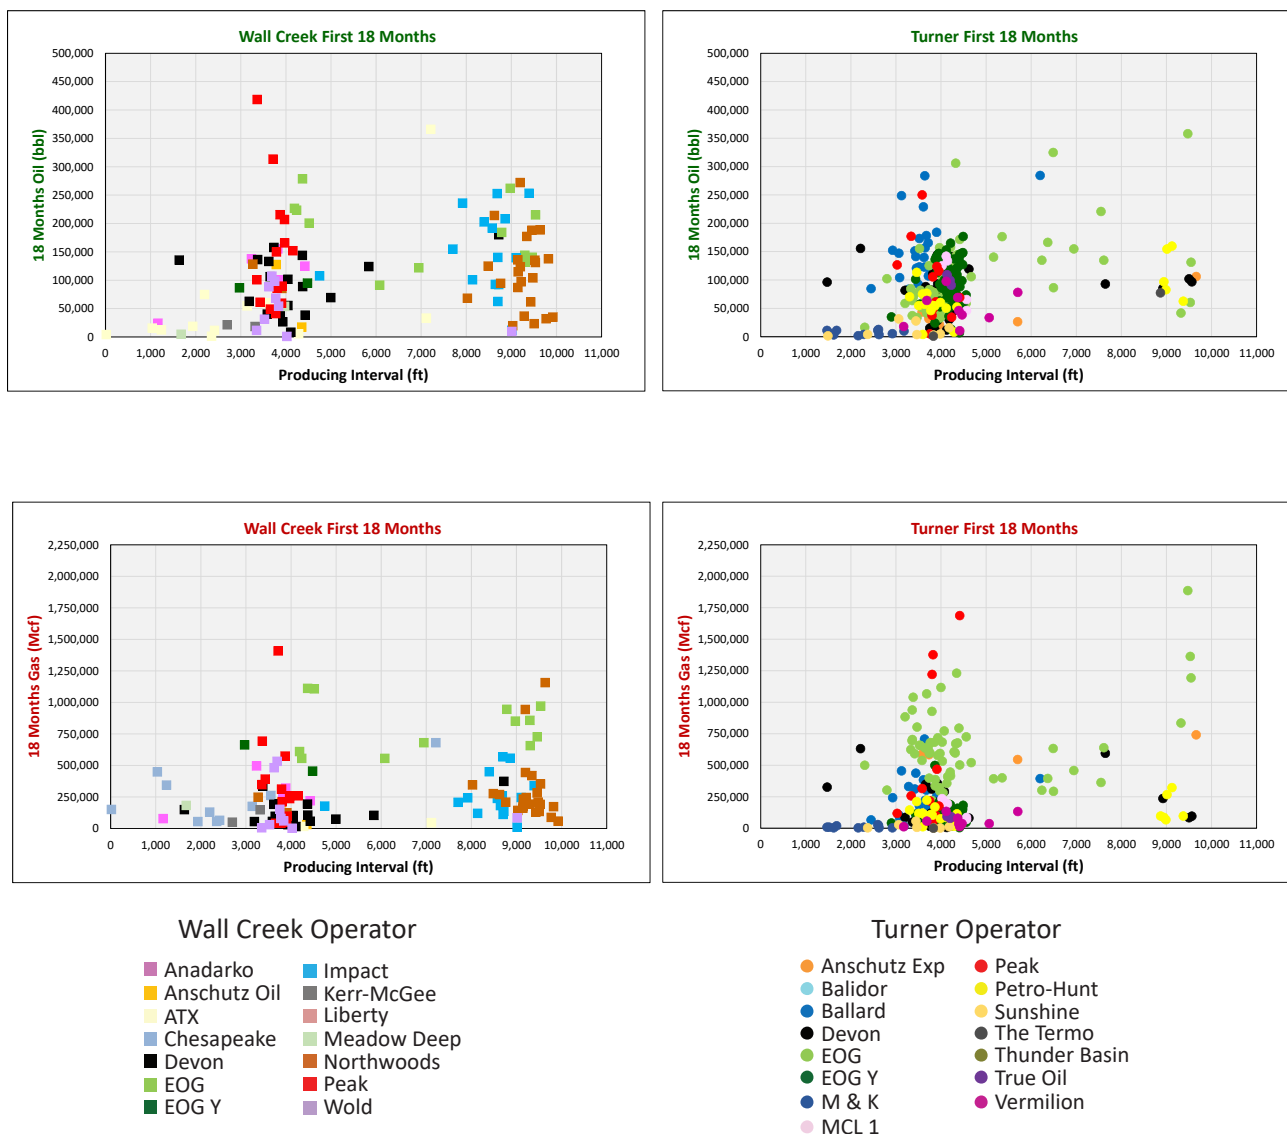 Wall Creek First 18 Months
18 Months Oil (bbl)
500,000
450,000
400,000
350,000
300,000
250,000
200,000
150,000
100,000
50,000
0
0 1,000 2,000 3,000 4,000 5,000 6,000 7,000 8,000 9,000 10,000 11,000
Producing Interval (ft)
Turner First 18 Months
18 Months Oil (bbl)
500,000
450,000
400,000
350,000
300,000
250,000
200,000
150,000
100,000
50,000
0
0 1,000 2,000 3,000 4,000 5,000 6,000 7,000 8,000 9,000 10,000 11,000
Producing Interval (ft)
Wall Creek First 18 Months
18 Months Gas (Mcf)
2,250,000
2,000,000
1,750,000
1,500,000
1,250,000
1,000,000
750,000
500,000
250,000
0
0 1,000 2,000 3,000 4,000 5,000 6,000 7,000 8,000 9,000 10,000 11,000
Producing Interval (ft)
Turner First 18 Months
18 Months Gas (Mcf)
2,250,000
2,000,000
1,750,000
1,500,000
1,250,000
1,000,000
750,000
500,000
250,000
0
0 1,000 2,000 3,000 4,000 5,000 6,000 7,000 8,000 9,000 10,000 11,000
Producing Interval (ft)
Wall Creek Operator
Anadarko
Anschutz Oil
ATX
Chesapeake
Devon
EOG
EOG Y
Impact
Kerr-McGee
Liberty
Meadow Deep
Northwoods
Peak
Wold
Turner Operator
Anschutz Exp
Balidor
Ballard
Devon
EOG
EOG Y
M & K
MCL 1
Peak
Petro-Hunt
Sunshine
The Termo
Thunder Basin
True Oil
Vermilion